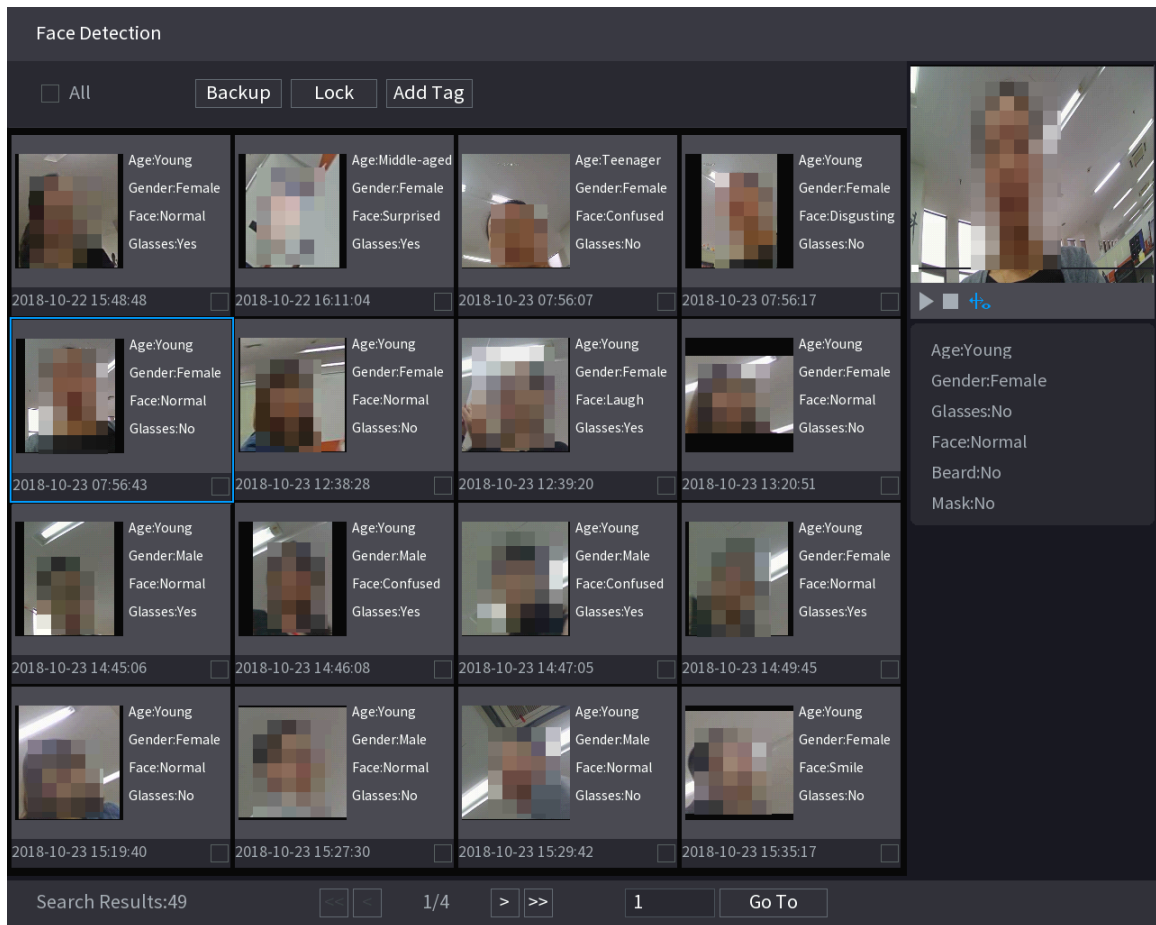 Face Detection
All
Backup
Lock
Add Tag
Age:Young
Gender:Female
Face:Normal
Glasses:Yes
2018-10-22 15:48:48
Age:Middle-aged
Gender:Female
Face:Surprised
Glasses:Yes
2018-10-22 16:11:04
Age:Teenager
Gender:Female
Face:Confused
Glasses:No
2018-10-23 07:56:07
Age:Young
Gender:Female
Face:Disgusting
Glasses:No
2018-10-23 07:56:17
Age:Young
Gender:Female
Face:Normal
Glasses:No
2018-10-23 07:56:43
Age:Young
Gender:Female
Face:Normal
Glasses:No
2018-10-23 12:38:28
Age:Young
Gender:Female
Face:Laugh
Glasses:Yes
2018-10-23 12:39:20
Age:Young
Gender:Female
Face:Normal
Glasses:No
2018-10-23 13:20:51
Age:Young
Gender:Male
Face:Normal
Glasses:Yes
2018-10-23 14:45:06
Age:Young
Gender:Male
Face:Confused
Glasses:Yes
2018-10-23 14:46:08
Age:Young
Gender:Male
Face:Confused
Glasses:Yes
2018-10-23 14:47:05
Age:Young
Gender:Female
Face:Normal
Glasses:Yes
2018-10-23 14:49:45
Age:Young
Gender:Female
Face:Normal
Glasses:No
2018-10-23 15:19:40
Age:Young
Gender:Male
Face:Normal
Glasses:No
2018-10-23 15:27:30
Age:Young
Gender:Male
Face:Normal
Glasses:No
2018-10-23 15:29:42
Age:Young
Gender:Female
Face:Smile
Glasses:No
2018-10-23 15:35:17
Age:Young
Gender:Female
Glasses:No
Face:Normal
Beard:No
Mask:No
Search Results:49
<< < 1/4 > >> 1 Go To